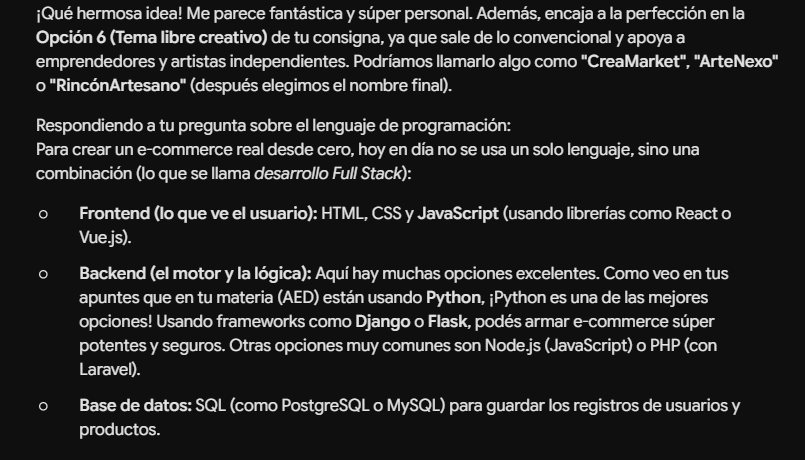 ¡Qué hermosa idea! Me parece fantástica y súper personal. Además, encaja a la perfección en la
Opción 6 (Tema libre creativo) de tu consigna, ya que sale de lo convencional y apoya a
emprendedores y artistas independientes. Podríamos llamarlo algo como "CreaMarket", "ArteNexo"
o "RincónArtesano" (después elegimos el nombre final).
Respondiendo a tu pregunta sobre el lenguaje de programación:
Para crear un e-commerce real desde cero, hoy en día no se usa un solo lenguaje, sino una
combinación (lo que se llama desarrollo Full Stack):
○ Frontend (lo que ve el usuario): HTML, CSS y JavaScript (usando librerías como React o
Vue.js).
○ Backend (el motor y la lógica): Aquí hay muchas opciones excelentes. Como veo en tus
apuntes que en tu materia (AED) están usando Python, ¡Python es una de las mejores
opciones! Usando frameworks como Django o Flask, podés armar e-commerce súper
potentes y seguros. Otras opciones muy comunes son Node.js (JavaScript) o PHP (con
Laravel).
○ Base de datos: SQL (como PostgreSQL o MySQL) para guardar los registros de usuarios y
productos.